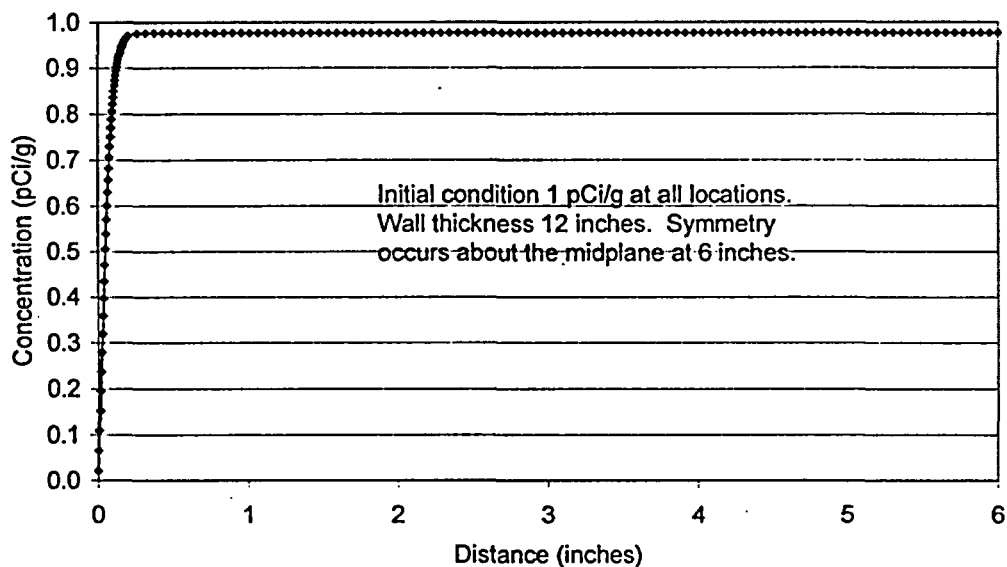 1.0
0.9
0.8
0.7
0.6
0.5
0.4
0.3
0.2
0.1
0.0
Concentration (pCi/g)
Initial condition 1 pCi/g at all locations.
Wall thickness 12 inches. Symmetry
occurs about the midplane at 6 inches.
0 1 2 3 4 5 6
Distance (inches)